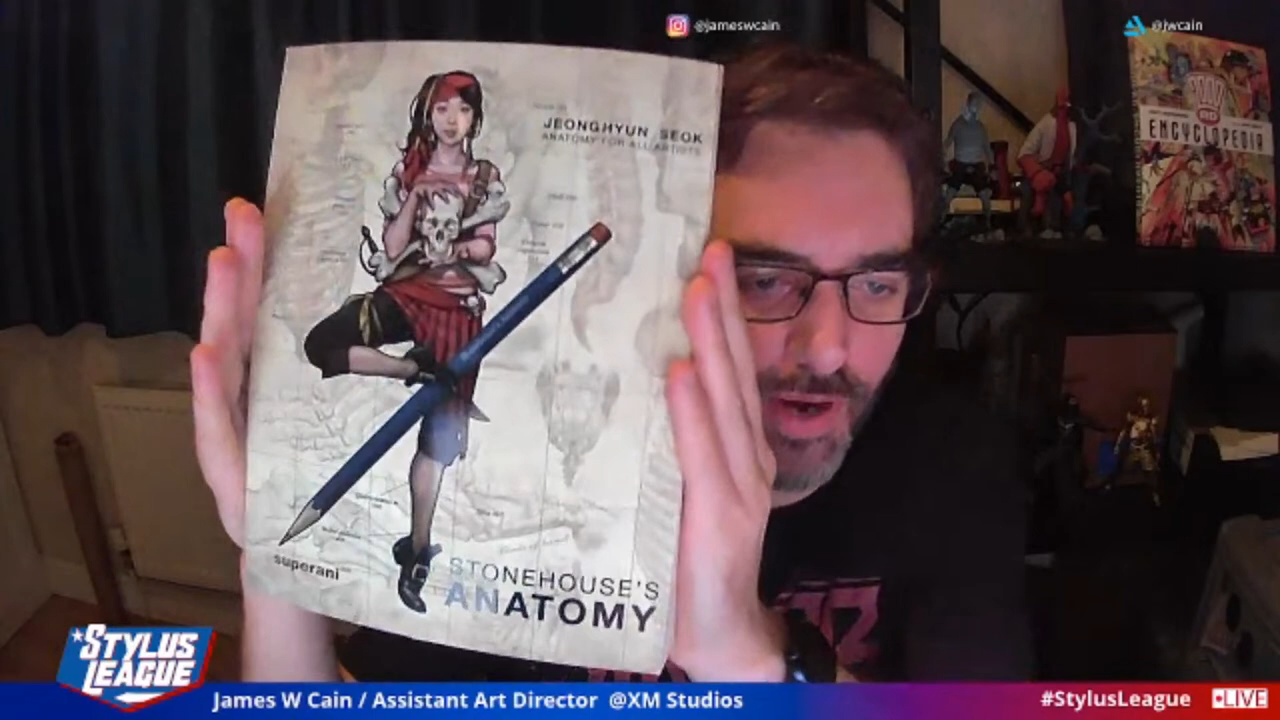 @jameswcain
@jwcain
JEONGHYUN SEOK
ANATOMY FOR ALL ARTISTS
ENCYCLOPEDIA
superani
STONEHOUSE'S
ANATOMY
STYLUS
LEAGUE
James W Cain / Assistant Art Director @XM Studios
#StylusLeague
LIVE